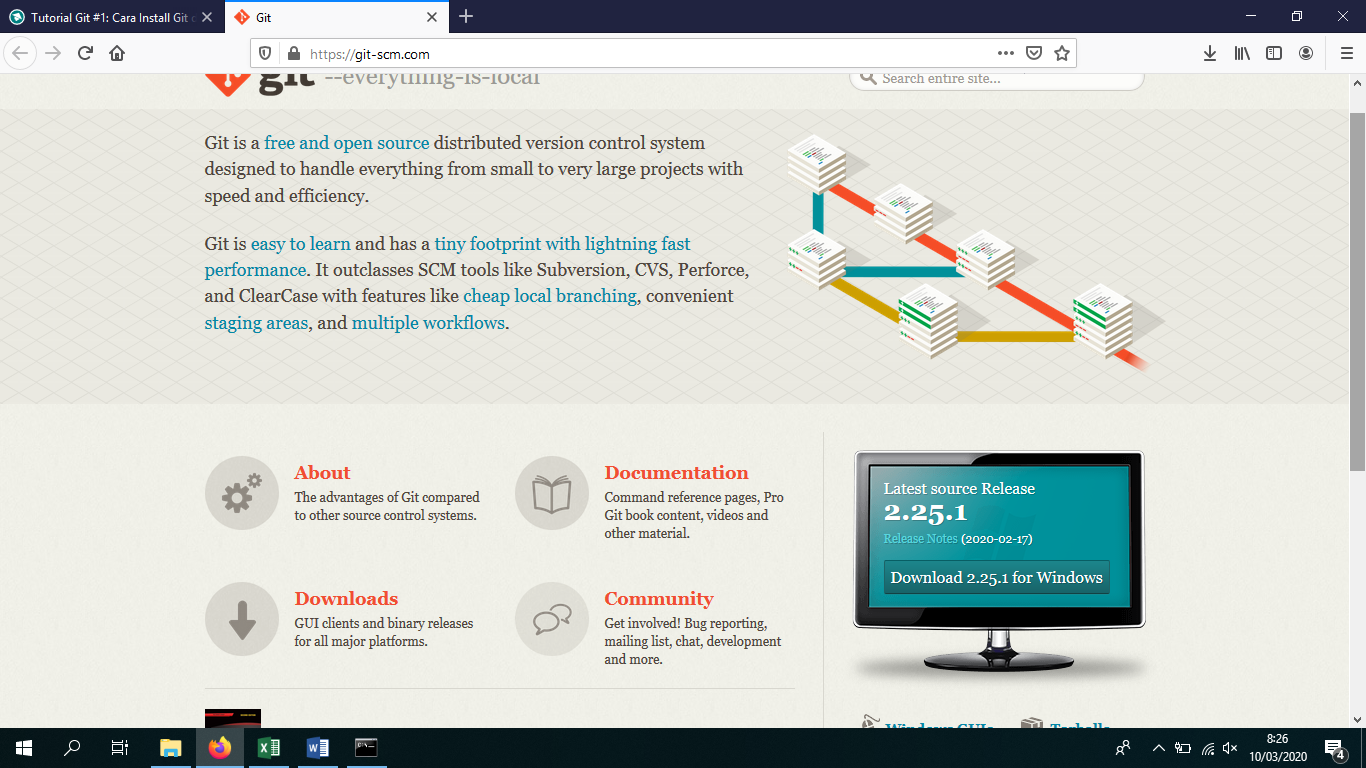 Tutorial Git #1: Cara Install Git
Git
https://git-scm.com
git --everything-is-local
Search entire site...
Git is a free and open source distributed version control system
designed to handle everything from small to very large projects with
speed and efficiency.
Git is easy to learn and has a tiny footprint with lightning fast
performance. It outclasses SCM tools like Subversion, CVS, Perforce,
and ClearCase with features like cheap local branching, convenient
staging areas, and multiple workflows.
About
The advantages of Git compared
to other source control systems.
Documentation
Command reference pages, Pro
Git book content, videos and
other material.
Downloads
GUI clients and binary releases
for all major platforms.
Community
Get involved! Bug reporting,
mailing list, chat, development
and more.
Latest source Release
2.25.1
Release Notes (2020-02-17)
Download 2.25.1 for Windows
Windows GUIs
Tarballs
8:26
10/03/2020
4